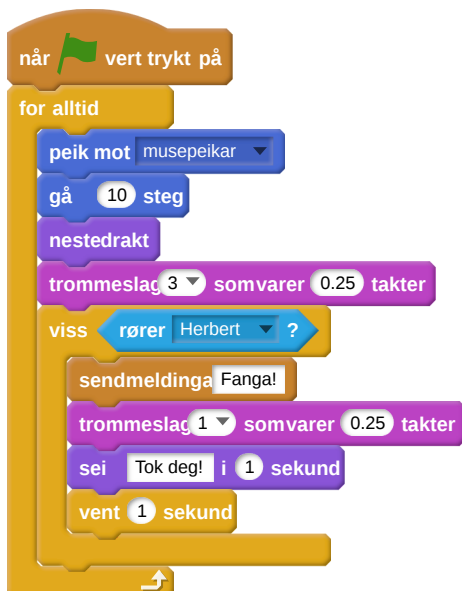 når vert trykt på
for alltid
peik mot musepeikar
gå 10 steg
nestedrakt
trommeslag 3 somvarer 0.25 takter
viss rører Herbert ?
sendmeldinga Fanga!
trommeslag 1 somvarer 0.25 takter
sei Tok deg! i 1 sekund
vent 1 sekund